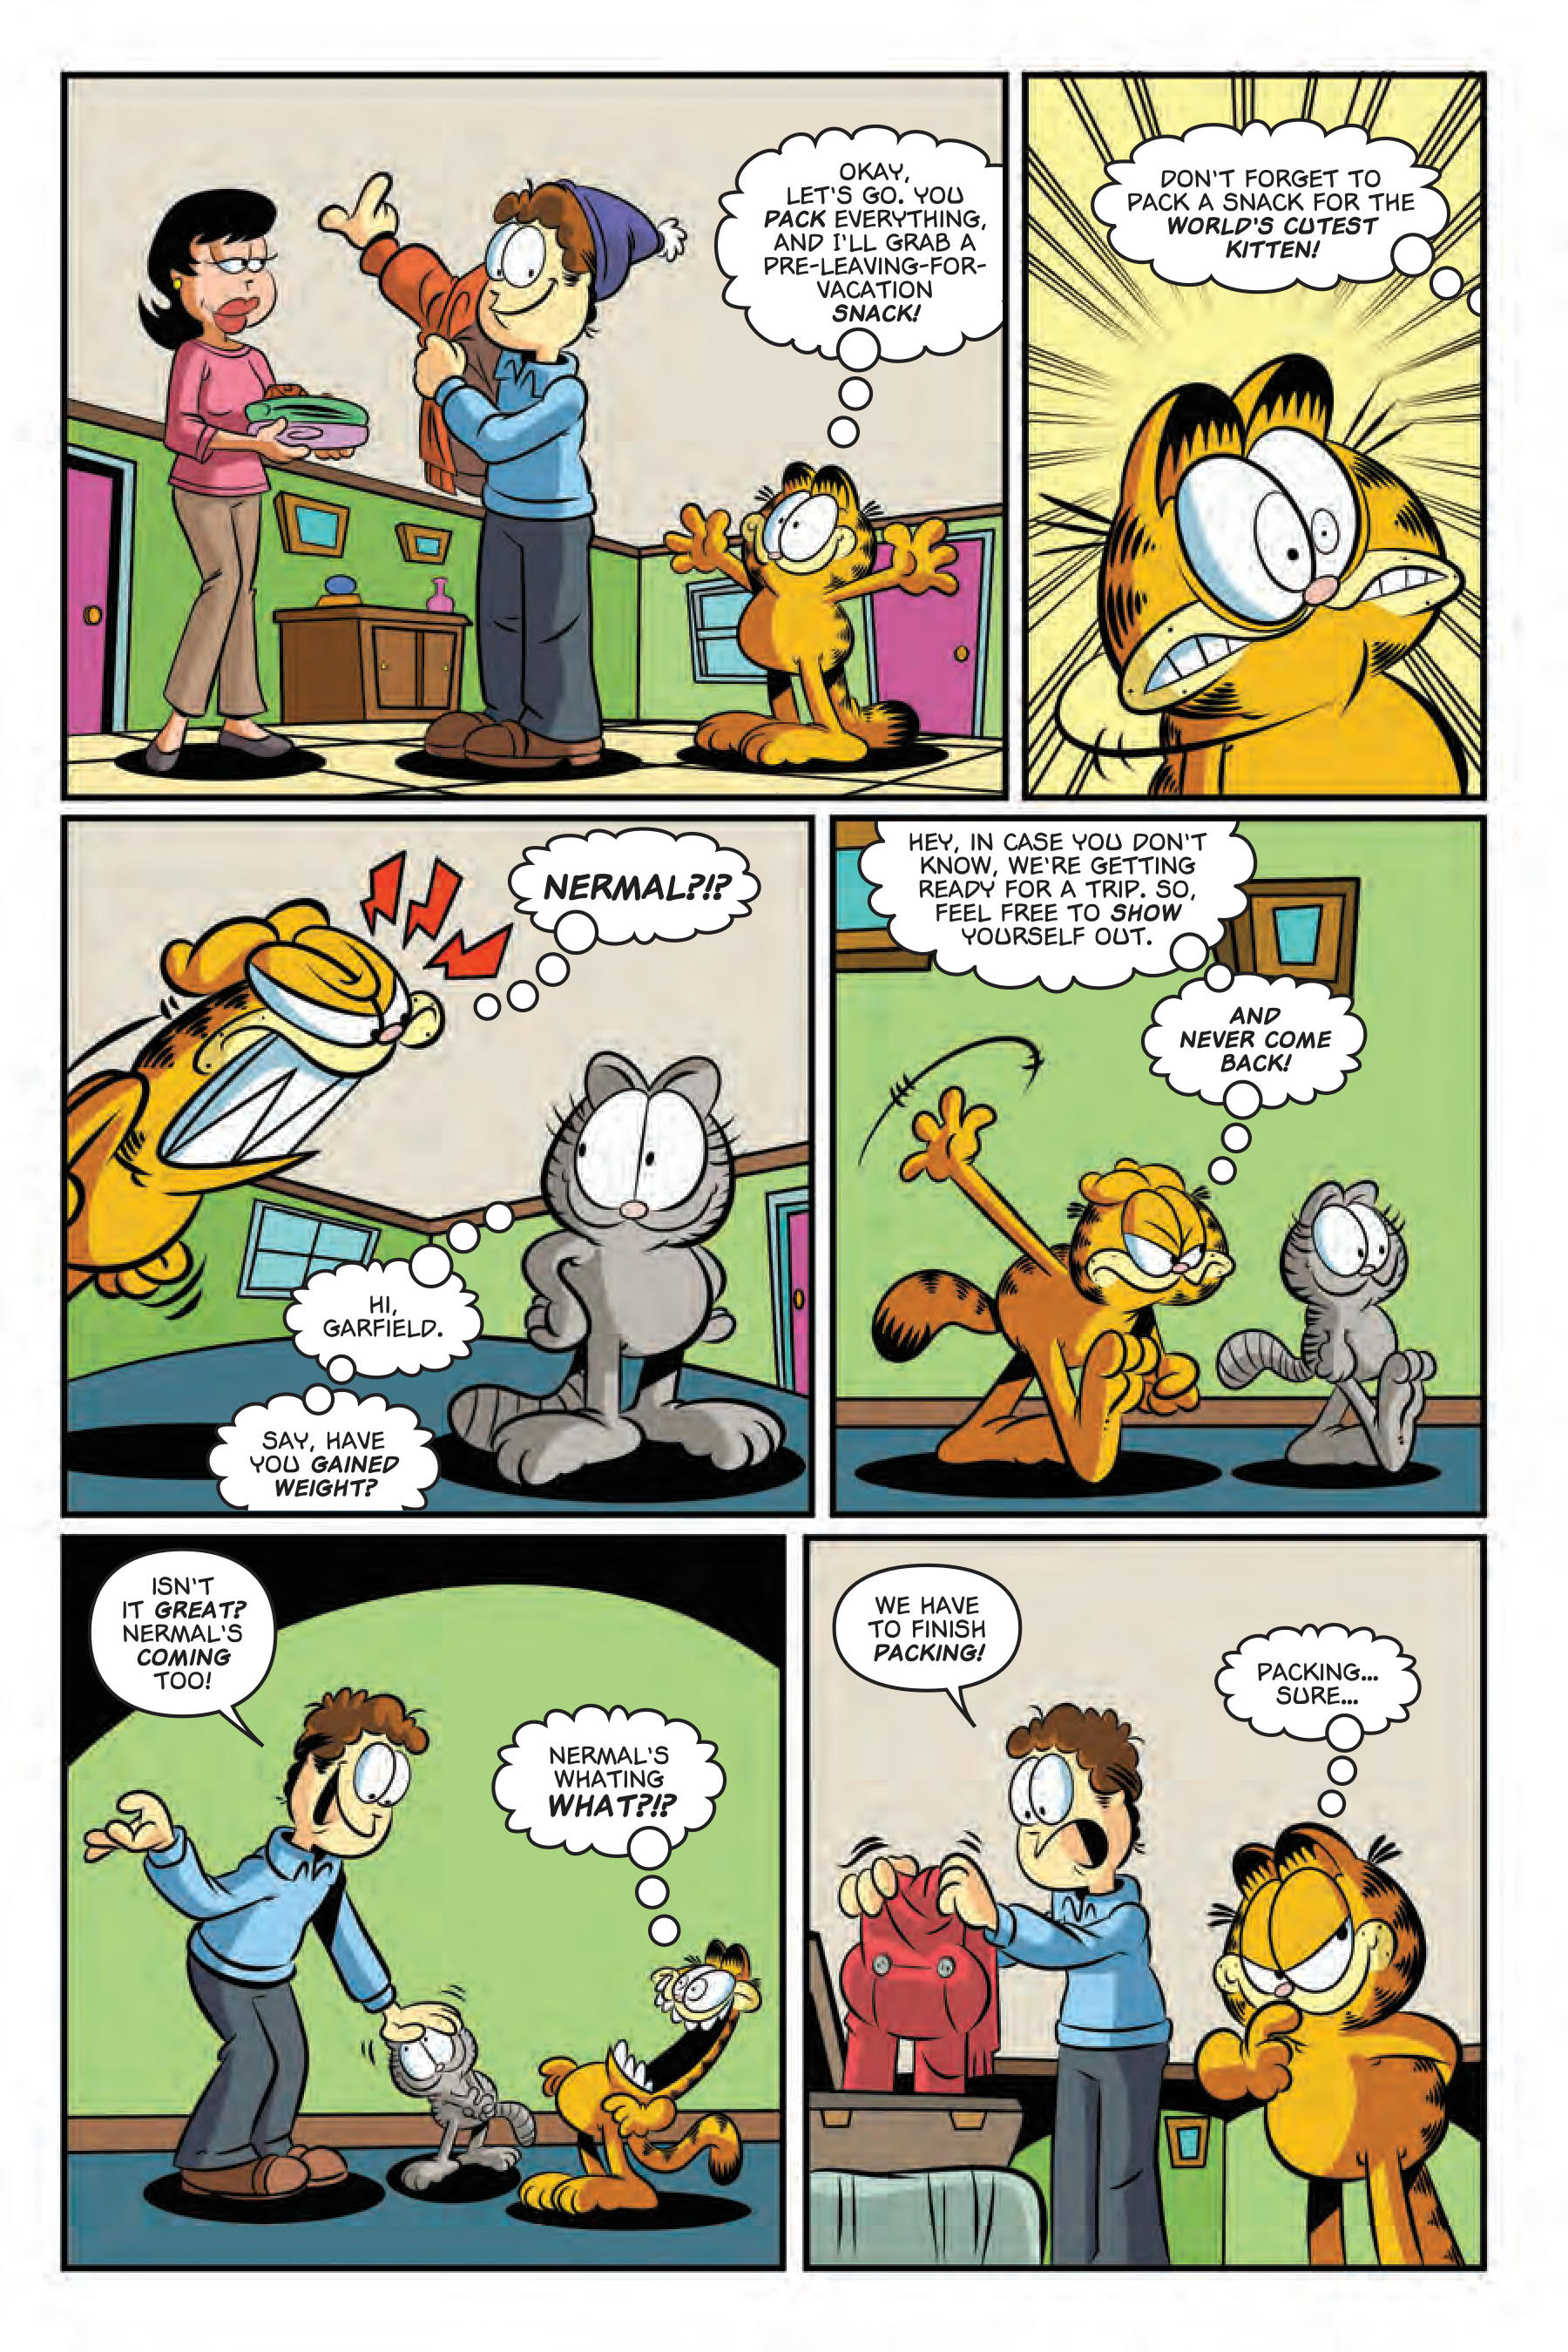 OKAY,
LET'S GO. YOU
PACK EVERYTHING,
AND I'LL GRAB A
PRE-LEAVING-FOR-
VACATION
SNACK!
DON'T FORGET TO
PACK A SNACK FOR THE
WORLD'S CUTEST
KITTEN!
NERMAL?!?
HI,
GARFIELD.
SAY, HAVE
YOU GAINED
WEIGHT?
HEY, IN CASE YOU DON'T
KNOW, WE'RE GETTING
READY FOR A TRIP. SO,
FEEL FREE TO SHOW
YOURSELF OUT.
AND
NEVER COME
BACK!
ISN'T
IT GREAT?
NERMAL'S
COMING
TOO!
NERMAL'S
WHATING
WHAT?!?
WE HAVE
TO FINISH
PACKING!
PACKING...
SURE...